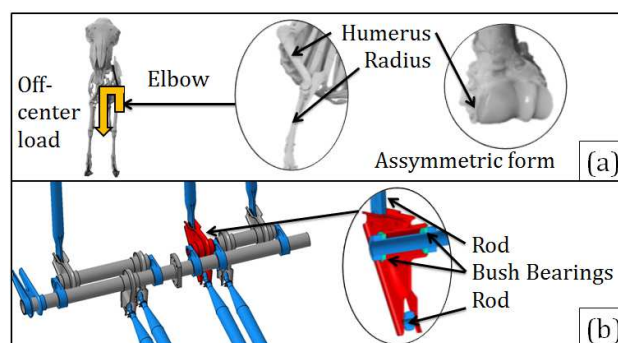 Off-
center
load
Elbow
Humerus
Radius
Assymmetric form
(a)
Rod
Bush Bearings
Rod
(b)